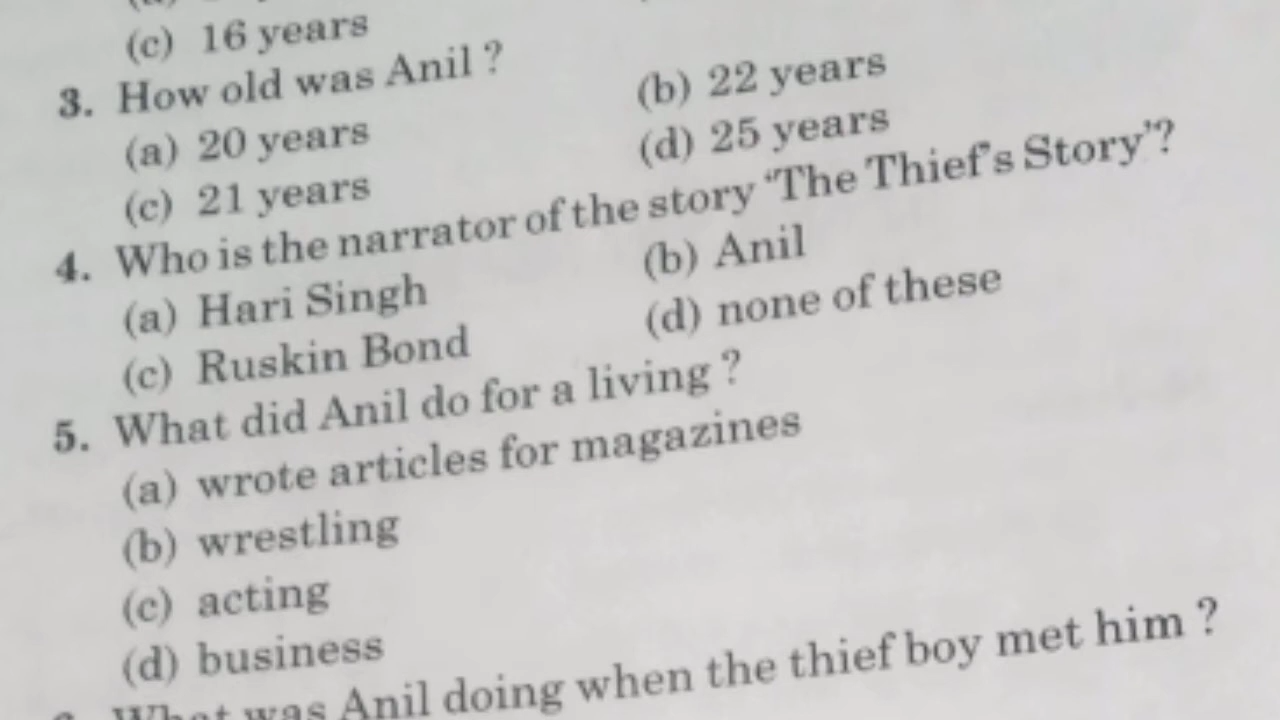 (c) 16 years
3. How old was Anil ?
(a) 20 years (b) 22 years
(c) 21 years (d) 25 years
4. Who is the narrator of the story 'The Thief's Story'?
(a) Hari Singh (b) Anil
(c) Ruskin Bond (d) none of these
5. What did Anil do for a living ?
(a) wrote articles for magazines
(b) wrestling
(c) acting
(d) business
What was Anil doing when the thief boy met him ?